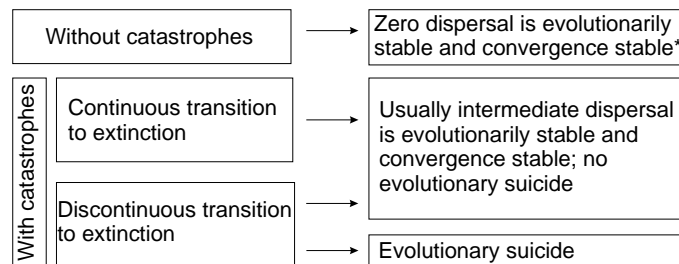 Without catastrophes
Zero dispersal is evolutionarily
stable and convergence stable*
With catastrophes
Continuous transition
to extinction
Usually intermediate dispersal
is evolutionarily stable and
convergence stable; no
evolutionary suicide
Discontinuous transition
to extinction
Evolutionary suicide